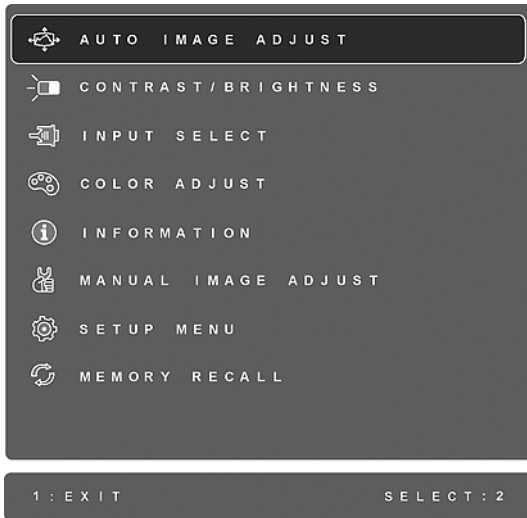 AUTO IMAGE ADJUST
CONTRAST/BRIGHTNESS
INPUT SELECT
COLOR ADJUST
INFORMATION
MANUAL IMAGE ADJUST
SETUP MENU
MEMORY RECALL
1:EXIT SELECT:2